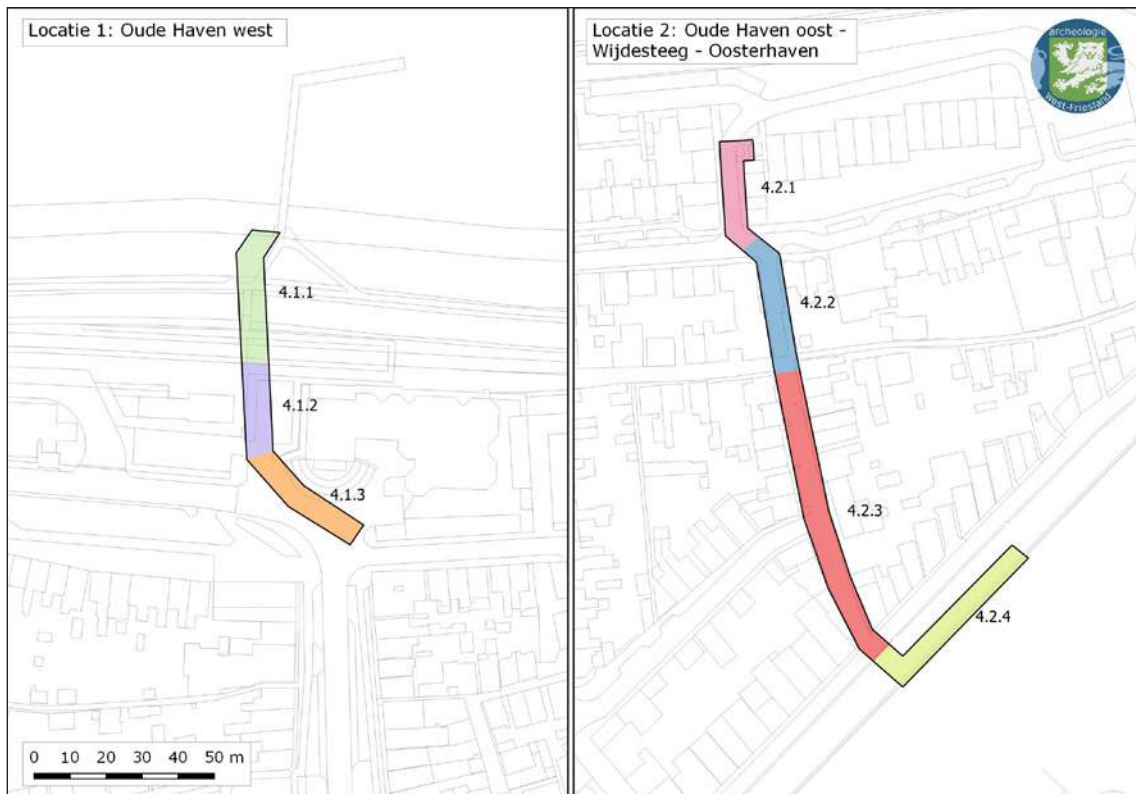 Locatie 1: Oude Haven west
4.1.1
4.1.2
4.1.3
0 10 20 30 40 50 m
Locatie 2: Oude Haven oost -
Wijdesteeg - Oosterhaven
archeologie
west-Friesland
4.2.1
4.2.2
4.2.3
4.2.4